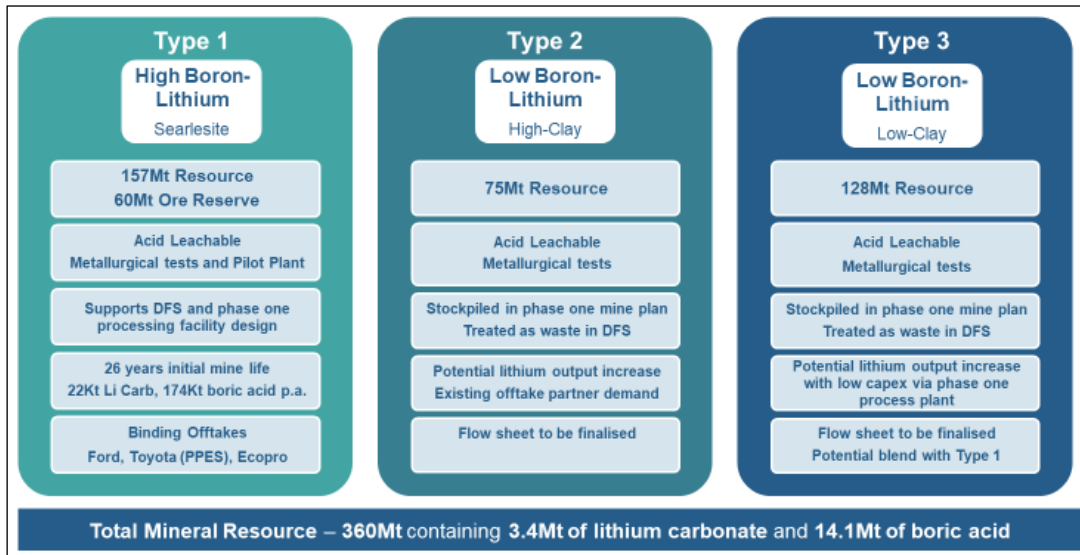 Type 1
High Boron-
Lithium
Searlesite
157Mt Resource
60Mt Ore Reserve
Acid Leachable
Metallurgical tests and Pilot Plant
Supports DFS and phase one
processing facility design
26 years initial mine life
22Kt Li Carb, 174Kt boric acid p.a.
Binding Offtakes
Ford, Toyota (PPES), Ecopro
Type 2
Low Boron-
Lithium
High-Clay
75Mt Resource
Acid Leachable
Metallurgical tests
Stockpiled in phase one mine plan
Treated as waste in DFS
Potential lithium output increase
Existing offtake partner demand
Flow sheet to be finalised
Type 3
Low Boron-
Lithium
Low-Clay
128Mt Resource
Acid Leachable
Metallurgical tests
Stockpiled in phase one mine plan
Treated as waste in DFS
Potential lithium output increase
with low capex via phase one
process plant
Flow sheet to be finalised
Potential blend with Type 1
Total Mineral Resource – 360Mt containing 3.4Mt of lithium carbonate and 14.1Mt of boric acid